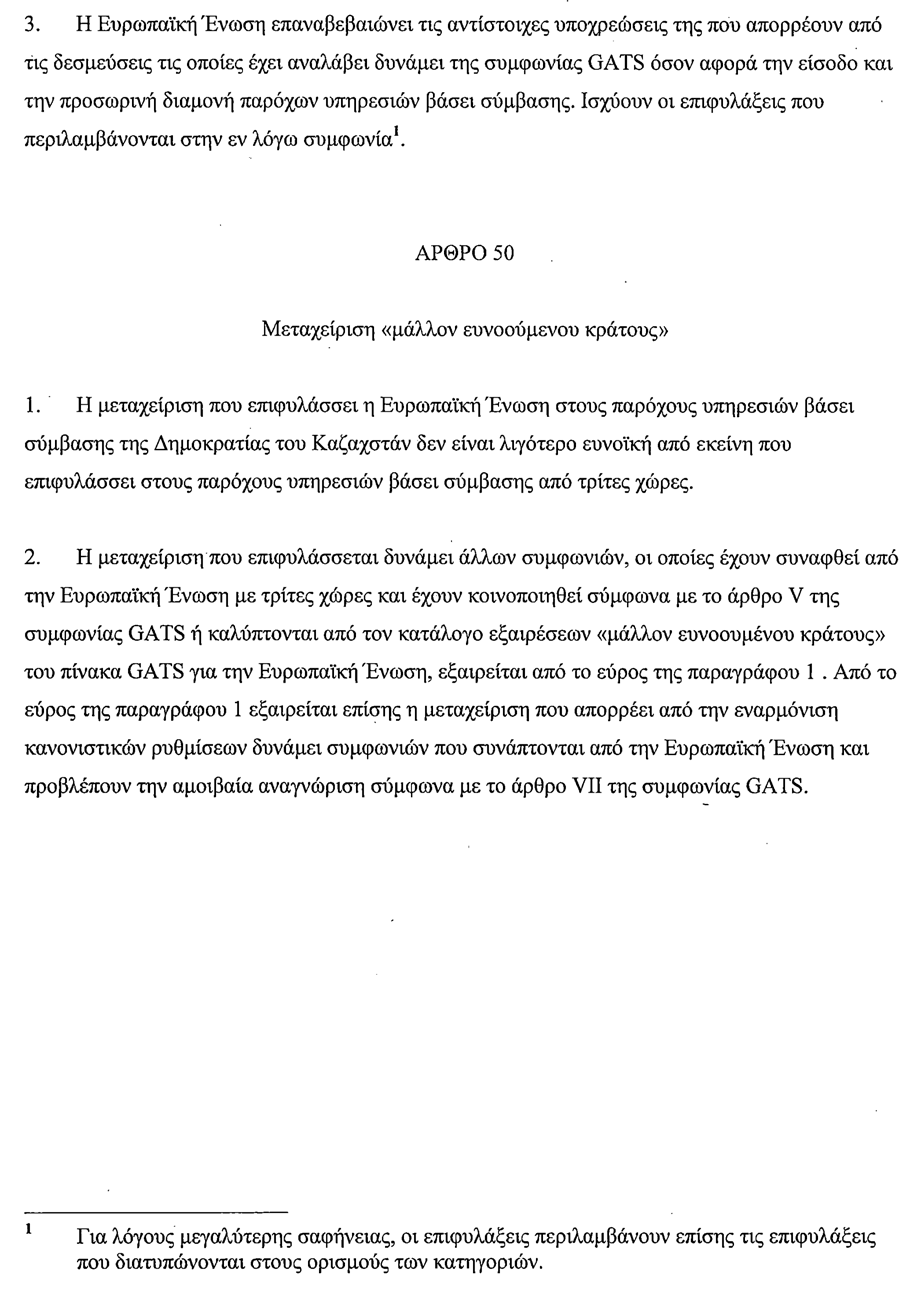 3. Η Ευρωπαϊκή Ένωση επαναβεβαιώνει τις αντίστοιχες υποχρεώσεις της που απορρέουν από
τις δεσμεύσεις τις οποίες έχει αναλάβει δυνάμει της συμφωνίας GATS όσον αφορά την είσοδο και
την προσωρινή διαμονή παρόχων υπηρεσιών βάσει σύμβασης. Ισχύουν οι επιφυλάξεις που
περιλαμβάνονται στην εν λόγω συμφωνία¹.
ΑΡΘΡΟ 50
Μεταχείριση «μάλλον ευνοούμενου κράτους»
1. Η μεταχείριση που επιφυλάσσει η Ευρωπαϊκή Ένωση στους παρόχους υπηρεσιών βάσει
σύμβασης της Δημοκρατίας του Καζαχστάν δεν είναι λιγότερο ευνοϊκή από εκείνη που
επιφυλάσσει στους παρόχους υπηρεσιών βάσει σύμβασης από τρίτες χώρες.
2. Η μεταχείριση που επιφυλάσσεται δυνάμει άλλων συμφωνιών, οι οποίες έχουν συναφθεί από
την Ευρωπαϊκή Ένωση με τρίτες χώρες και έχουν κοινοποιηθεί σύμφωνα με το άρθρο V της
συμφωνίας GATS ή καλύπτονται από τον κατάλογο εξαιρέσεων «μάλλον ευνοουμένου κράτους»
του πίνακα GATS για την Ευρωπαϊκή Ένωση, εξαιρείται από το εύρος της παραγράφου 1 . Από το
εύρος της παραγράφου 1 εξαιρείται επίσης η μεταχείριση που απορρέει από την εναρμόνιση
κανονιστικών ρυθμίσεων δυνάμει συμφωνιών που συνάπτονται από την Ευρωπαϊκή Ένωση και
προβλέπουν την αμοιβαία αναγνώριση σύμφωνα με το άρθρο VII της συμφωνίας GATS.
¹ Για λόγους μεγαλύτερης σαφήνειας, οι επιφυλάξεις περιλαμβάνουν επίσης τις επιφυλάξεις
που διατυπώνονται στους ορισμούς των κατηγοριών.